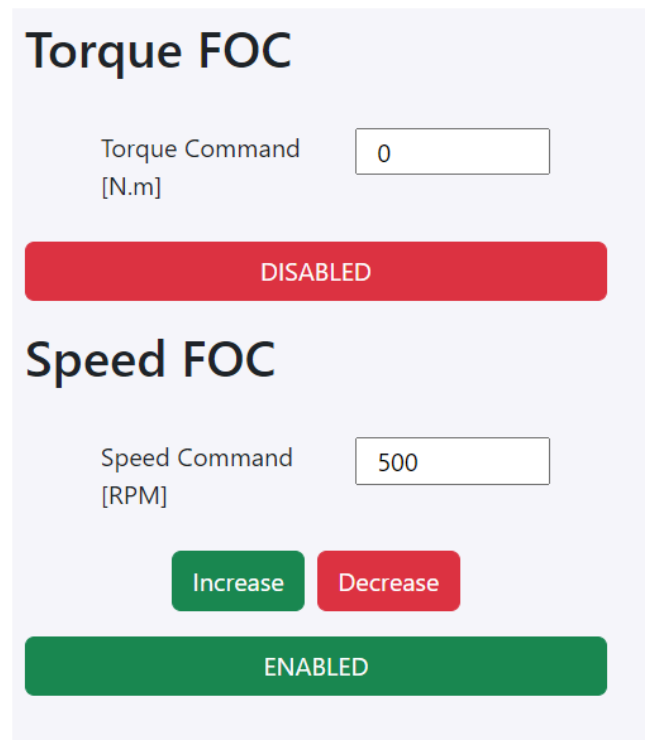 Torque FOC
Torque Command
0
[N.m]
DISABLED
Speed FOC
Speed Command
500
[RPM]
Increase Decrease
ENABLED